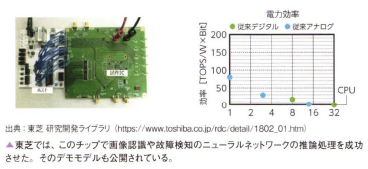 電力効率
●従来デジタル ●従来アナログ
効率 [TOPS/W×Bit]
200
150
100
50
0
CPU
1 2 4 8 16 32
出典：東芝 研究開発ライブラリ（https://www.toshiba.co.jp/rdc/detail/1802_01.htm）
▲東芝では、このチップで画像認識や故障検知のニューラルネットワークの推論処理を成功
させた。そのデモモデルも公開されている。